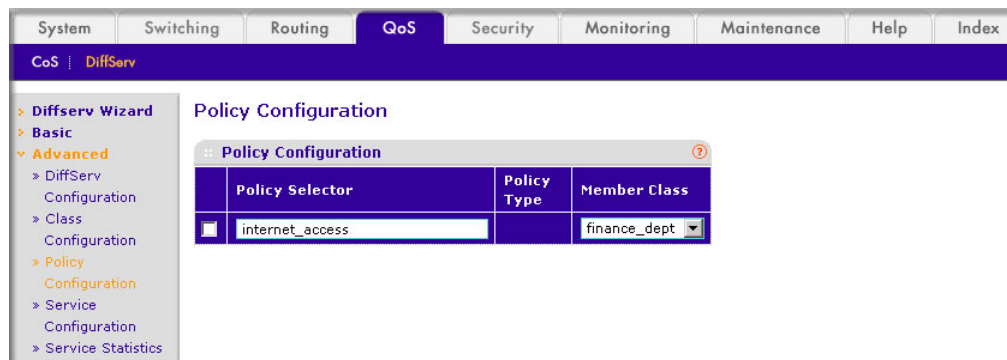 System Switching Routing QoS Security Monitoring Maintenance Help Index
CoS | DiffServ
Diffserv Wizard
Basic
Advanced
» DiffServ
Configuration
» Class
Configuration
» Policy
Configuration
» Service
Configuration
» Service Statistics
Policy Configuration
Policy Configuration ?
Policy Selector Policy
Type Member Class
internet_access finance_dept